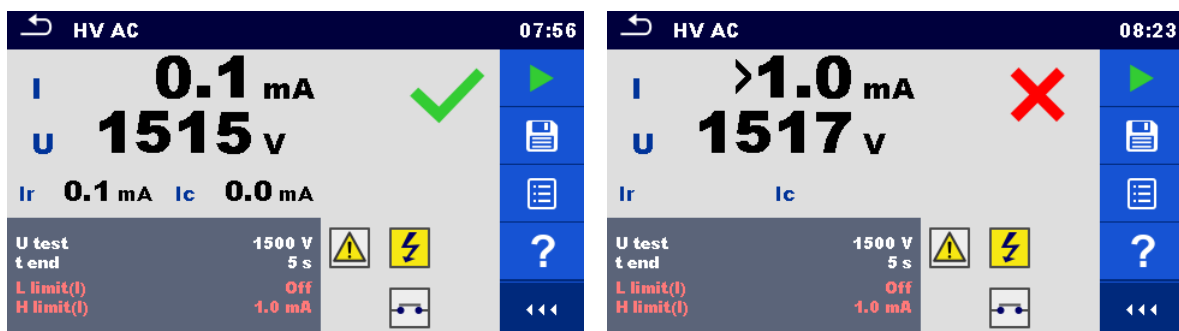 HV AC 07:56
I 0.1 mA
U 1515 V
Ir 0.1 mA Ic 0.0 mA
U test 1500 V
t end 5 s
L limit(I) Off
H limit(I) 1.0 mA
?
HV AC 08:23
I >1.0 mA
U 1517 V
Ir Ic
U test 1500 V
t end 5 s
L limit(I) Off
H limit(I) 1.0 mA
?